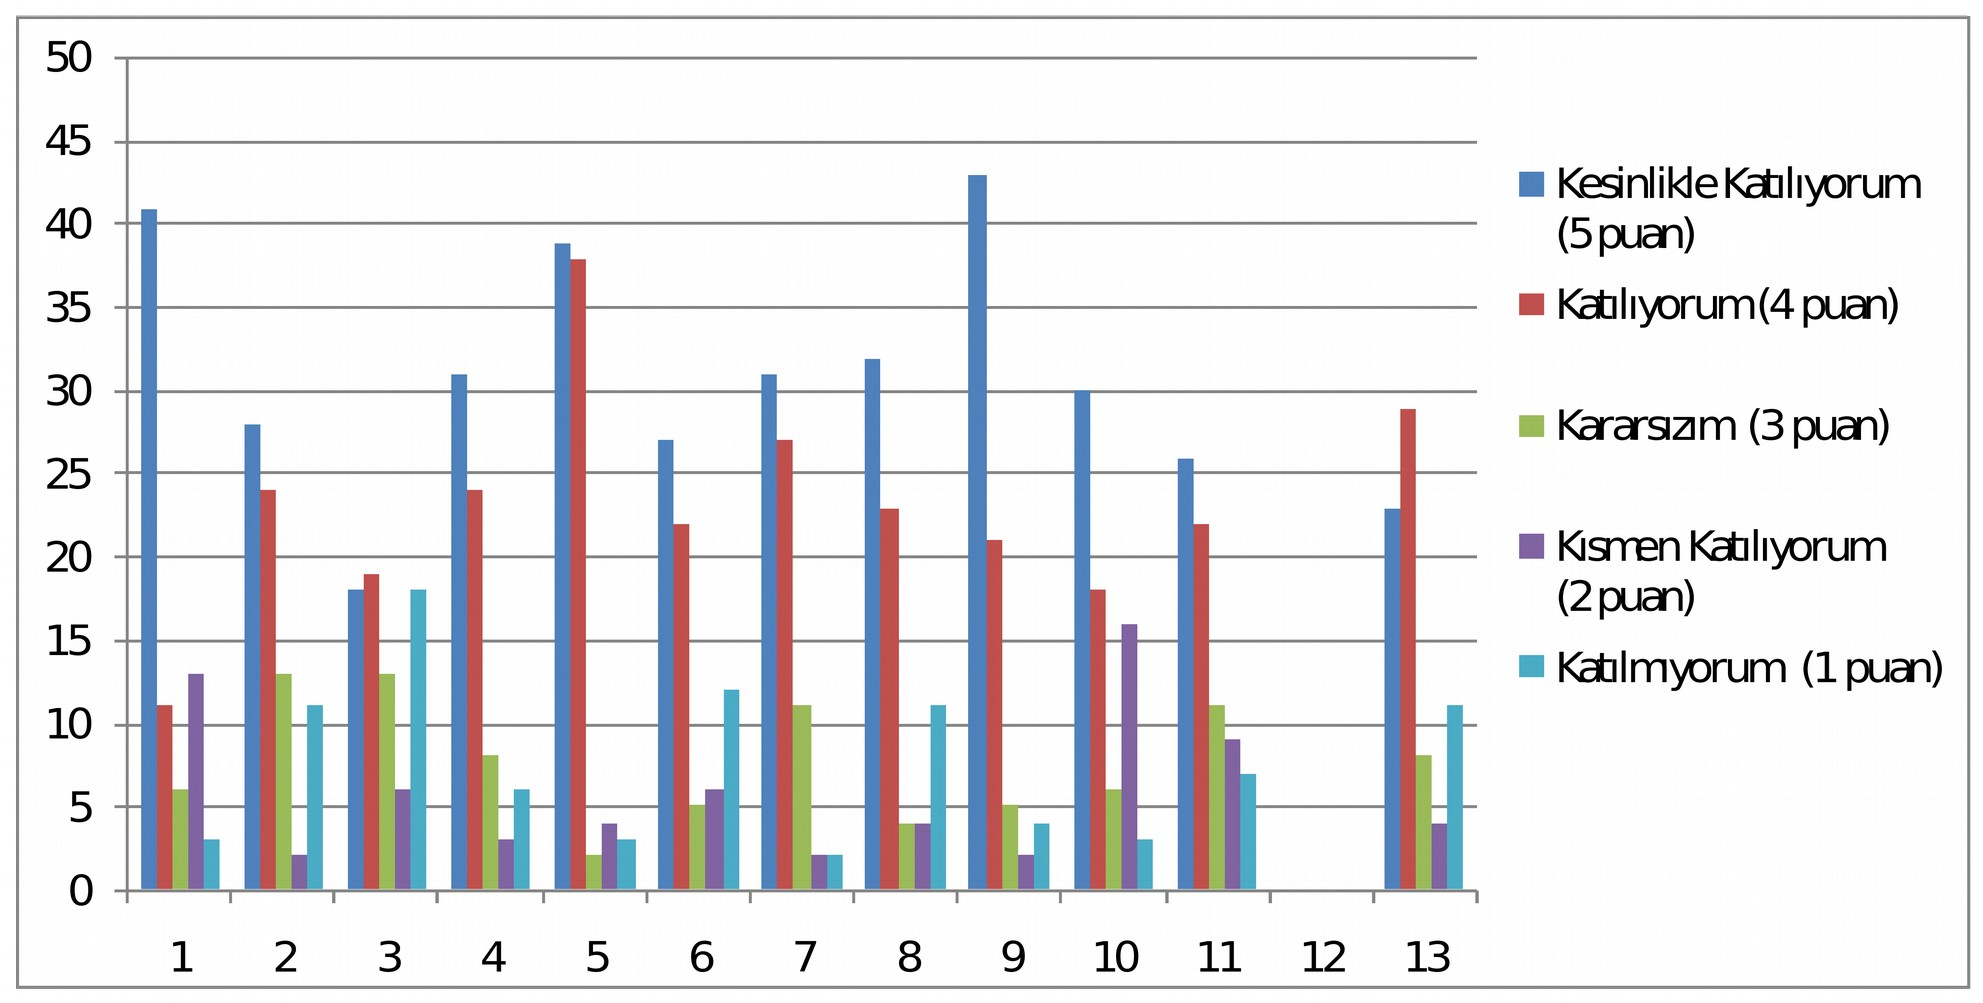 50
45
40
35
30
25
20
15
10
5
0
1 2 3 4 5 6 7 8 9 10 11 12 13
Kesinlikle Katılıyorum
(5 puan)
Katılıyorum (4 puan)
Kararsızım (3 puan)
Kısmen Katılıyorum
(2 puan)
Katılmıyorum (1 puan)